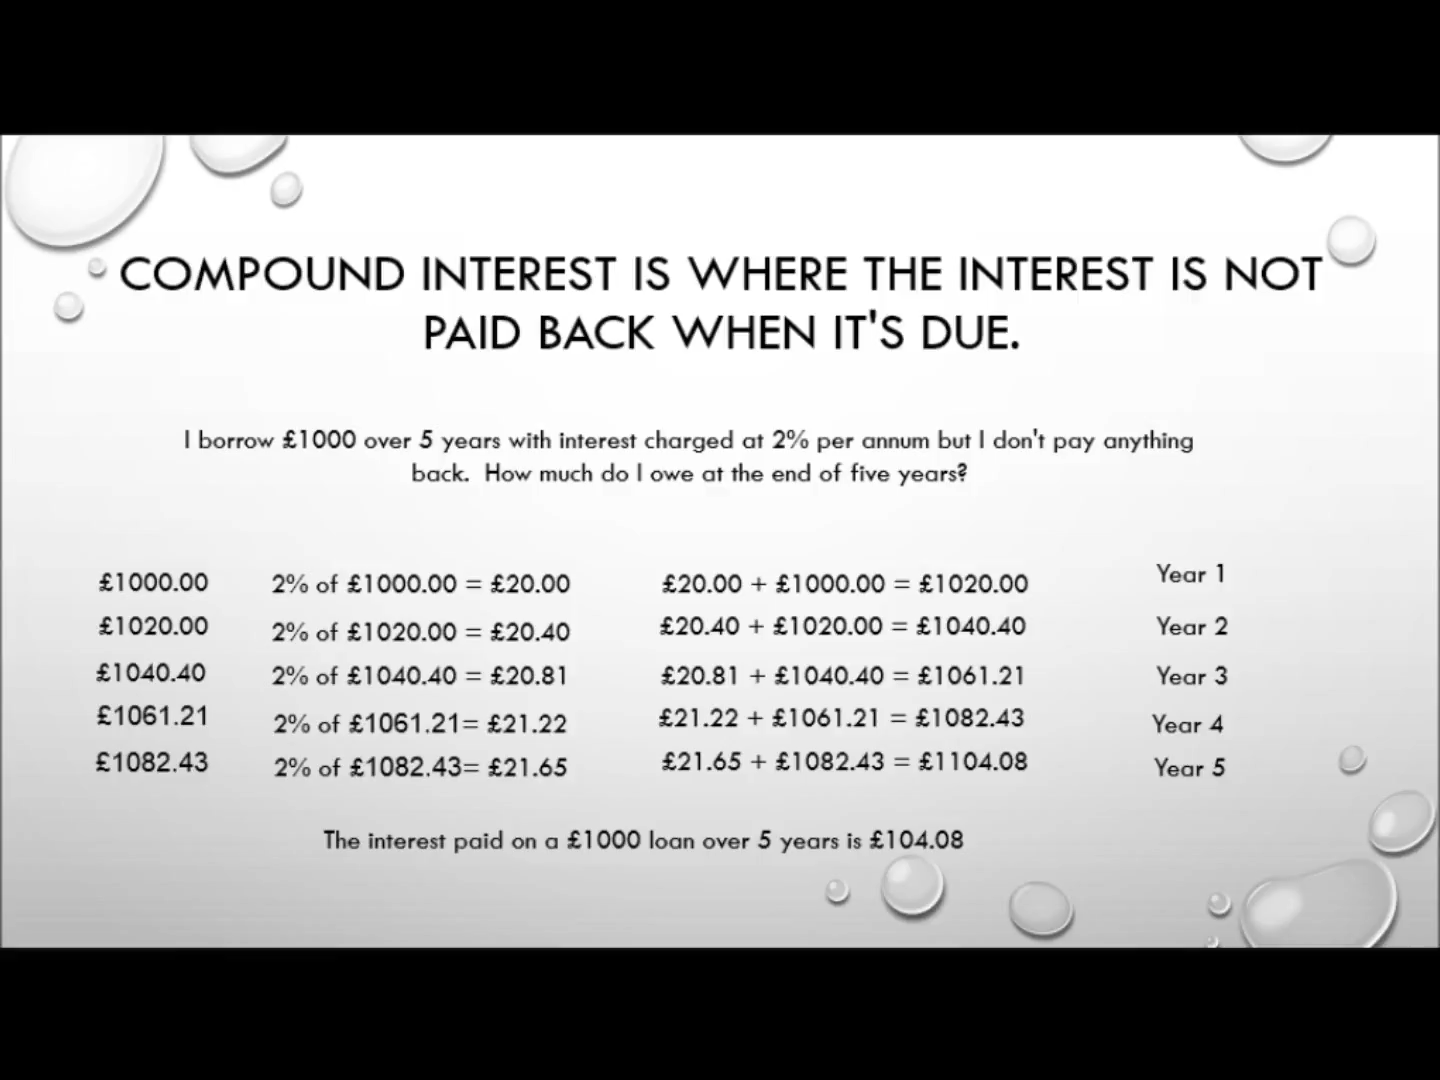 COMPOUND INTEREST IS WHERE THE INTEREST IS NOT
PAID BACK WHEN IT'S DUE.
I borrow £1000 over 5 years with interest charged at 2% per annum but I don't pay anything
back.  How much do I owe at the end of five years?
£1000.00 2% of £1000.00 = £20.00 £20.00 + £1000.00 = £1020.00 Year 1
£1020.00 2% of £1020.00 = £20.40 £20.40 + £1020.00 = £1040.40 Year 2
£1040.40 2% of £1040.40 = £20.81 £20.81 + £1040.40 = £1061.21 Year 3
£1061.21 2% of £1061.21= £21.22 £21.22 + £1061.21 = £1082.43 Year 4
£1082.43 2% of £1082.43= £21.65 £21.65 + £1082.43 = £1104.08 Year 5
The interest paid on a £1000 loan over 5 years is £104.08